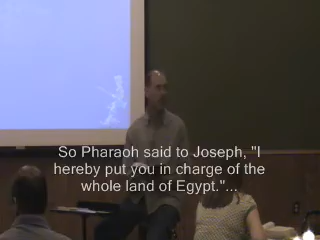 So Pharaoh said to Joseph, "I
hereby put you in charge of the
whole land of Egypt."...